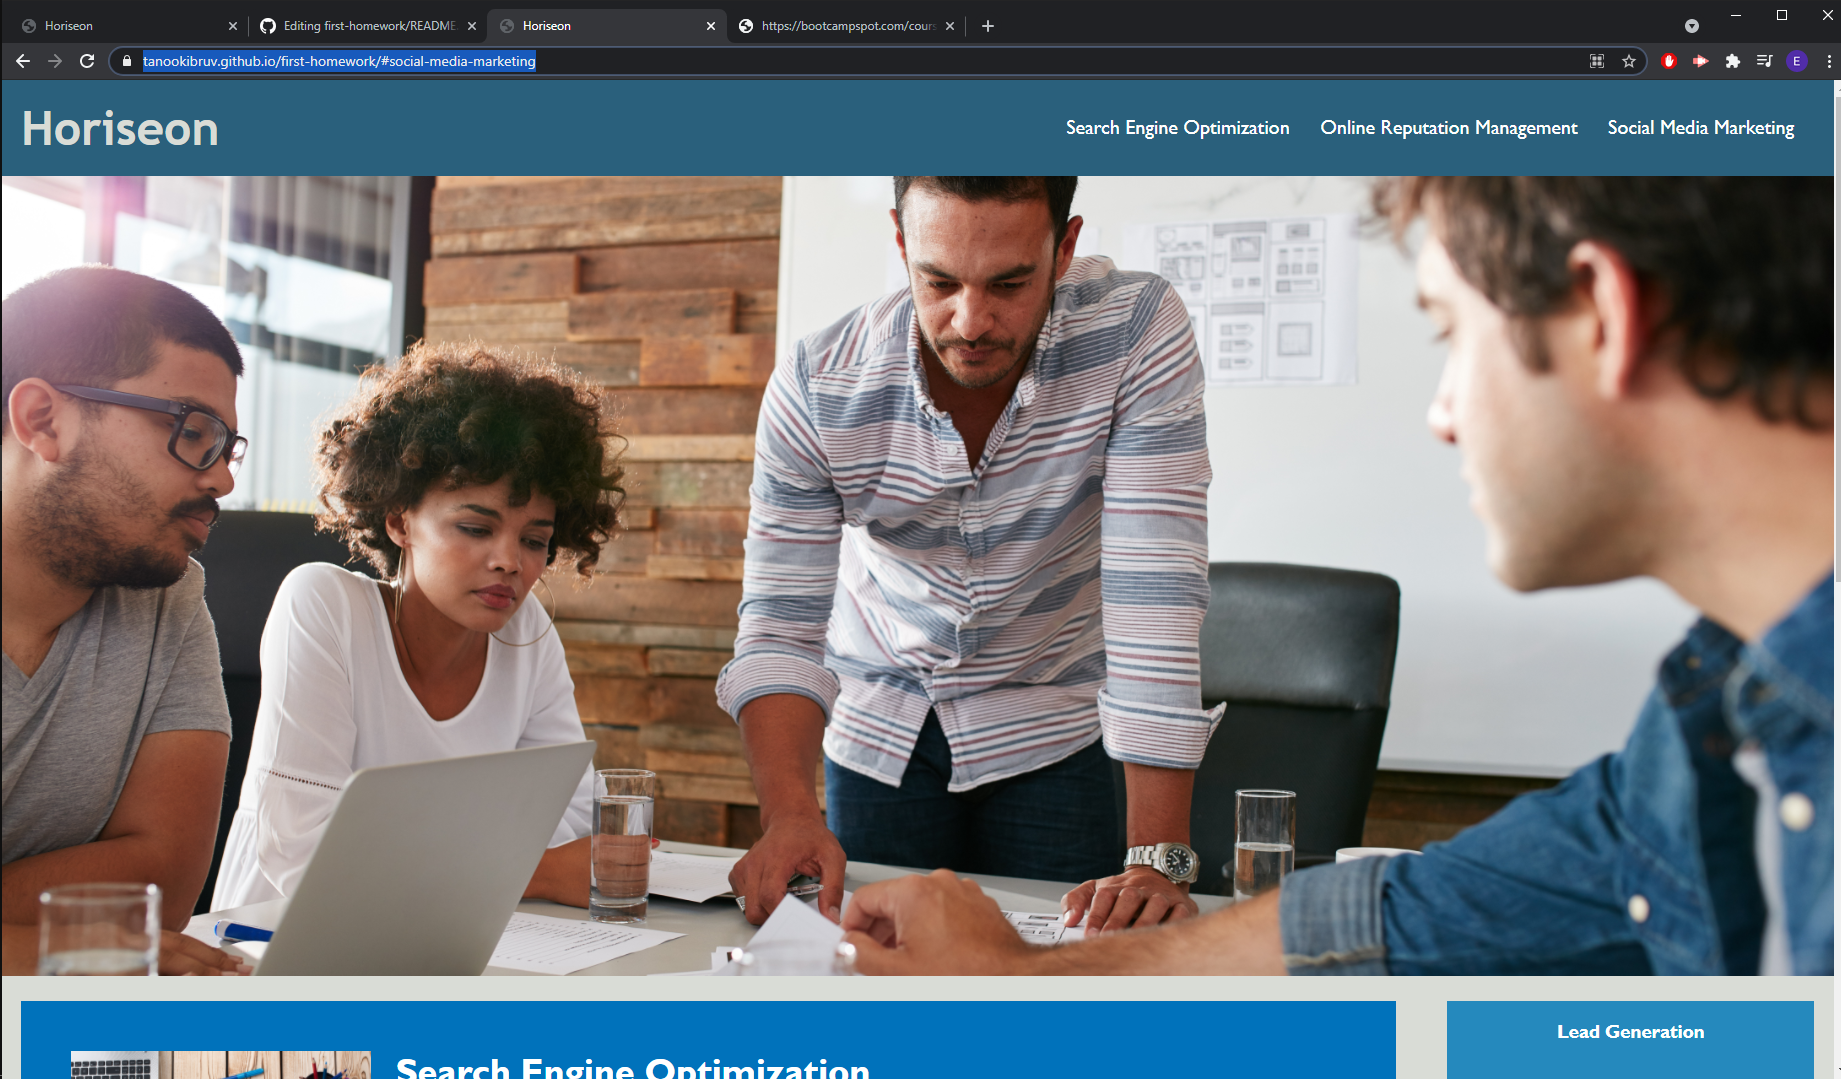 Horiseon
Editing first-homework/README.
Horiseon
https://bootcampspot.com/cours
tanookibruv.github.io/first-homework/#social-media-marketing
E
Horiseon
Search Engine Optimization
Online Reputation Management
Social Media Marketing
Lead Generation
Search Engine Optimization